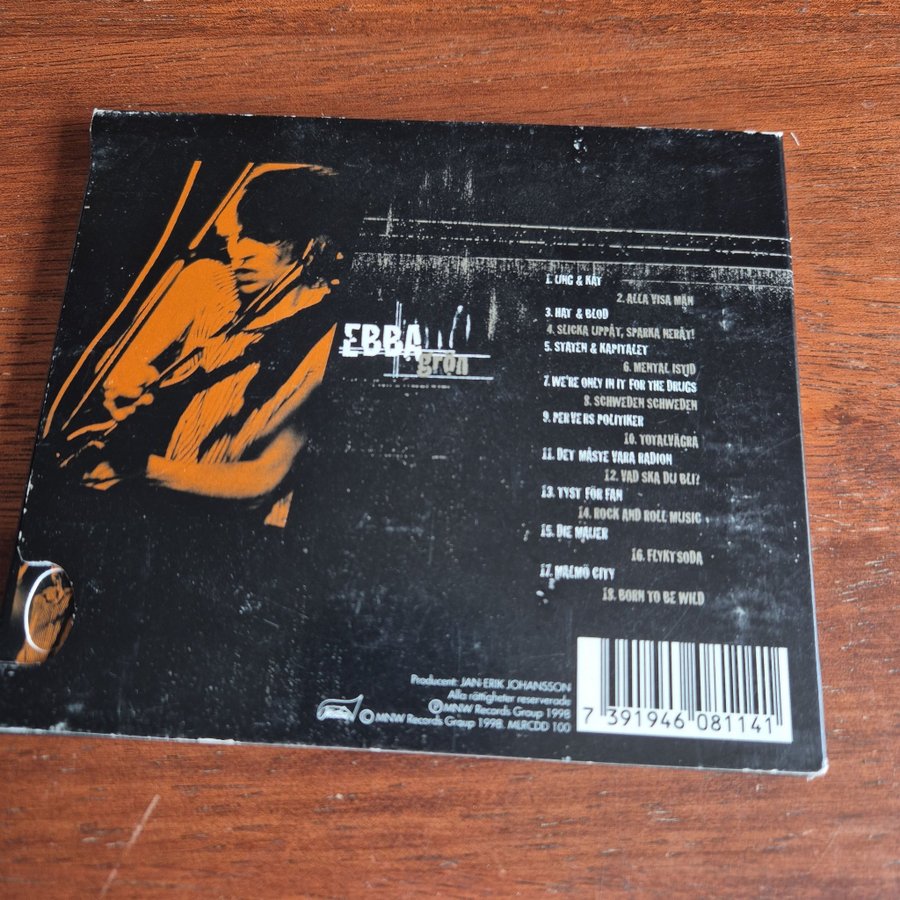 EBBA
grön
1. UNG & KÅT
2. ALLA VISA MÄN
3. HAT & BLOD
4. SLICKA UPPÅT, SPARKA NERÅT!
5. STATEN & KAPITALET
6. MENTAL ISTID
7. WE'RE ONLY IN IT FOR THE DRUGS
8. SCHWEDEN SCHWEDEN
9. PERVERS POLITIKER
10. TOTALVÄGRA
11. DET MÅSTE VARA RADION
12. VAD SKA DU BLI?
13. TYST FÖR FAN
14. ROCK AND ROLL MUSIC
15. DIE MAUER
16. FLYKTSODA
17. MALMÖ CITY
18. BORN TO BE WILD
Producent: JAN-ERIK JOHANSSON
Alla rättigheter reserverade
Ⓟ MNW Records Group 1998
© MNW Records Group 1998. MLRCDD 100
7 391946 081141